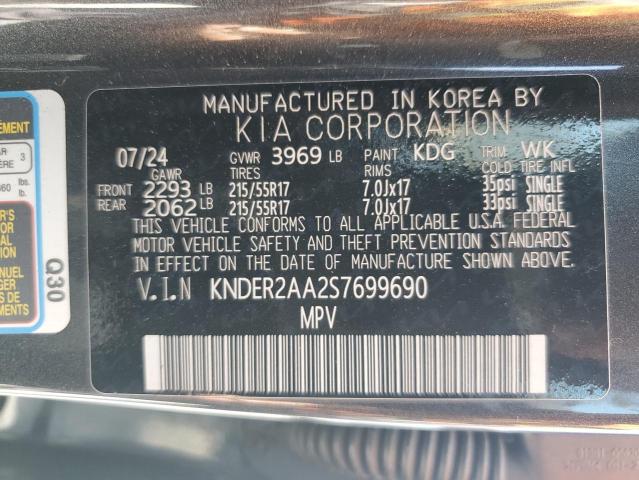 MANUFACTURED IN KOREA BY
KIA CORPORATION
07/24 GVWR 3969 LB PAINT KDG TRIM WK
GAWR TIRES RIMS COLD TIRE INFL
FRONT 2293 LB 215/55R17 7.0Jx17 35psi SINGLE
REAR 2062 LB 215/55R17 7.0Jx17 33psi SINGLE
THIS VEHICLE CONFORMS TO ALL APPLICABLE U.S.A. FEDERAL
MOTOR VEHICLE SAFETY AND THEFT PREVENTION STANDARDS
IN EFFECT ON THE DATE OF MANUFACTURE SHOWN ABOVE.
V.I.N KNDER2AA2S7699690
MPV
Q30
lbs.
lb.
3